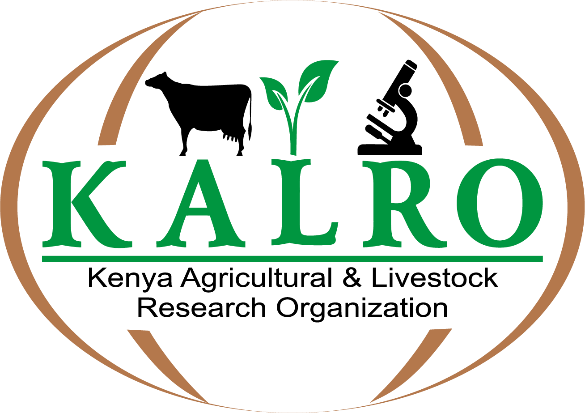 KALRO
Kenya Agricultural & Livestock
Research Organization